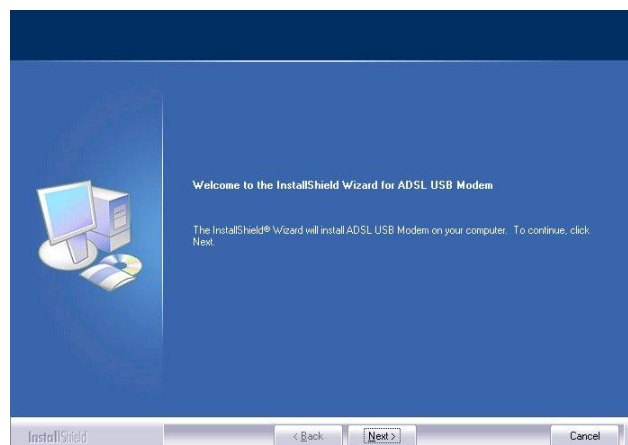 Welcome to the InstallShield Wizard for ADSL USB Modem
The InstallShield® Wizard will install ADSL USB Modem on your computer. To continue, click
Next.
InstallShield
< Back
Next >
Cancel